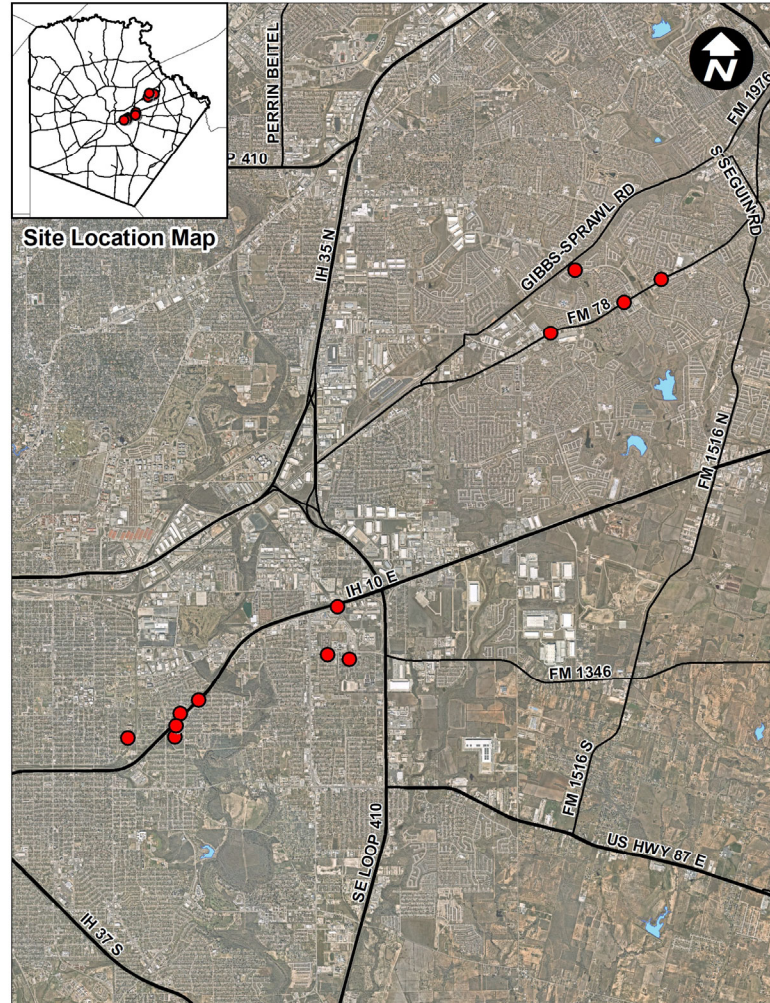 PERRIN BEITEL
P 410
N
FM 1976
Site Location Map
S SEGUIN RD
IH 35 N
GIBBS-SPRAWL RD
FM 78
FM 1516 N
IH 10 E
FM 1346
FM 1516 S
SE LOOP 410
US HWY 87 E
IH 37 S